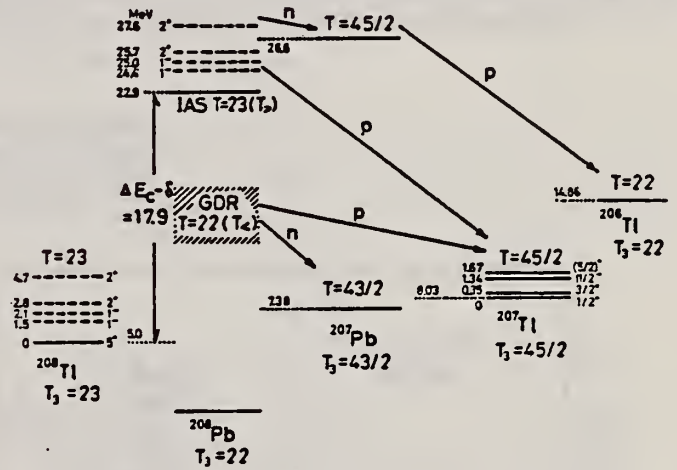 MeV
27.6 2⁺
n
T=45/2
26.6
25.7 2⁺
25.0 1⁻
24.4 1⁻
22.9
IAS T=23(T>)
p
p
ΔE_C-δ
=17.9
GDR
T=22(T<)
p
n
14.86
T=22
²⁰⁶Tl
T₃=22
T=23
4.7 2⁺
2.8 2⁺
2.1 1⁻
1.5 1⁻
0 5⁺
5.0
²⁰⁸Tl
T₃=23
T=43/2
7.38
²⁰⁷Pb
T₃=43/2
T=45/2
1.67 (5/2)⁺
1.34 11/2⁻
0.35 3/2⁺
8.03
0 1/2⁺
²⁰⁷Tl
T₃=45/2
²⁰⁸Pb
T₃=22